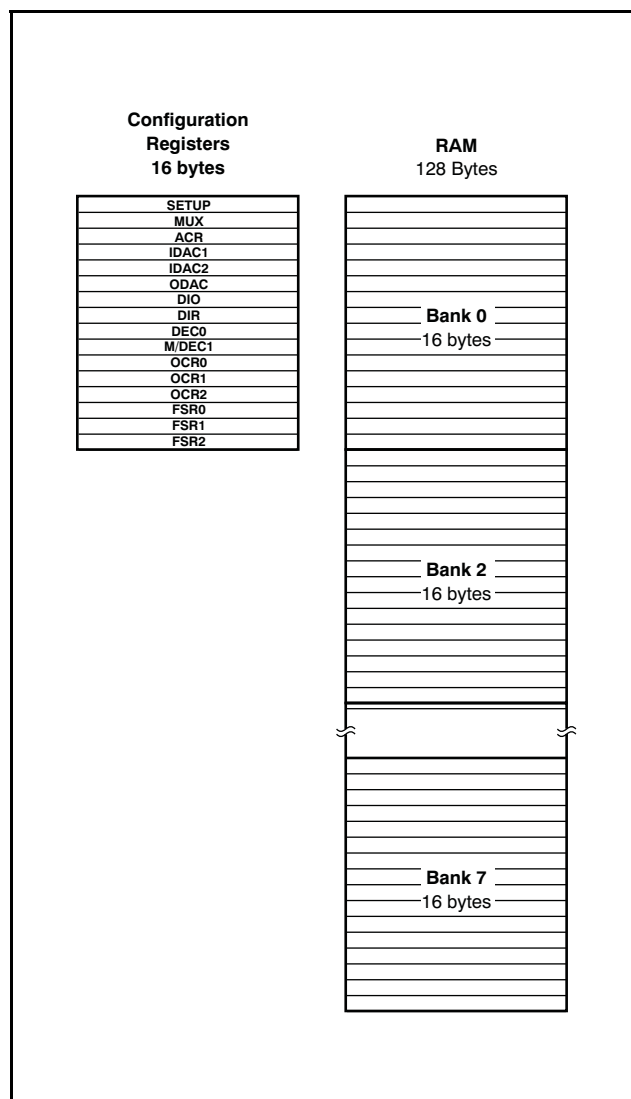 Configuration
Registers
16 bytes
SETUP
MUX
ACR
IDAC1
IDAC2
ODAC
DIO
DIR
DEC0
M/DEC1
OCR0
OCR1
OCR2
FSR0
FSR1
FSR2
RAM
128 Bytes
Bank 0
16 bytes
Bank 2
16 bytes
Bank 7
16 bytes